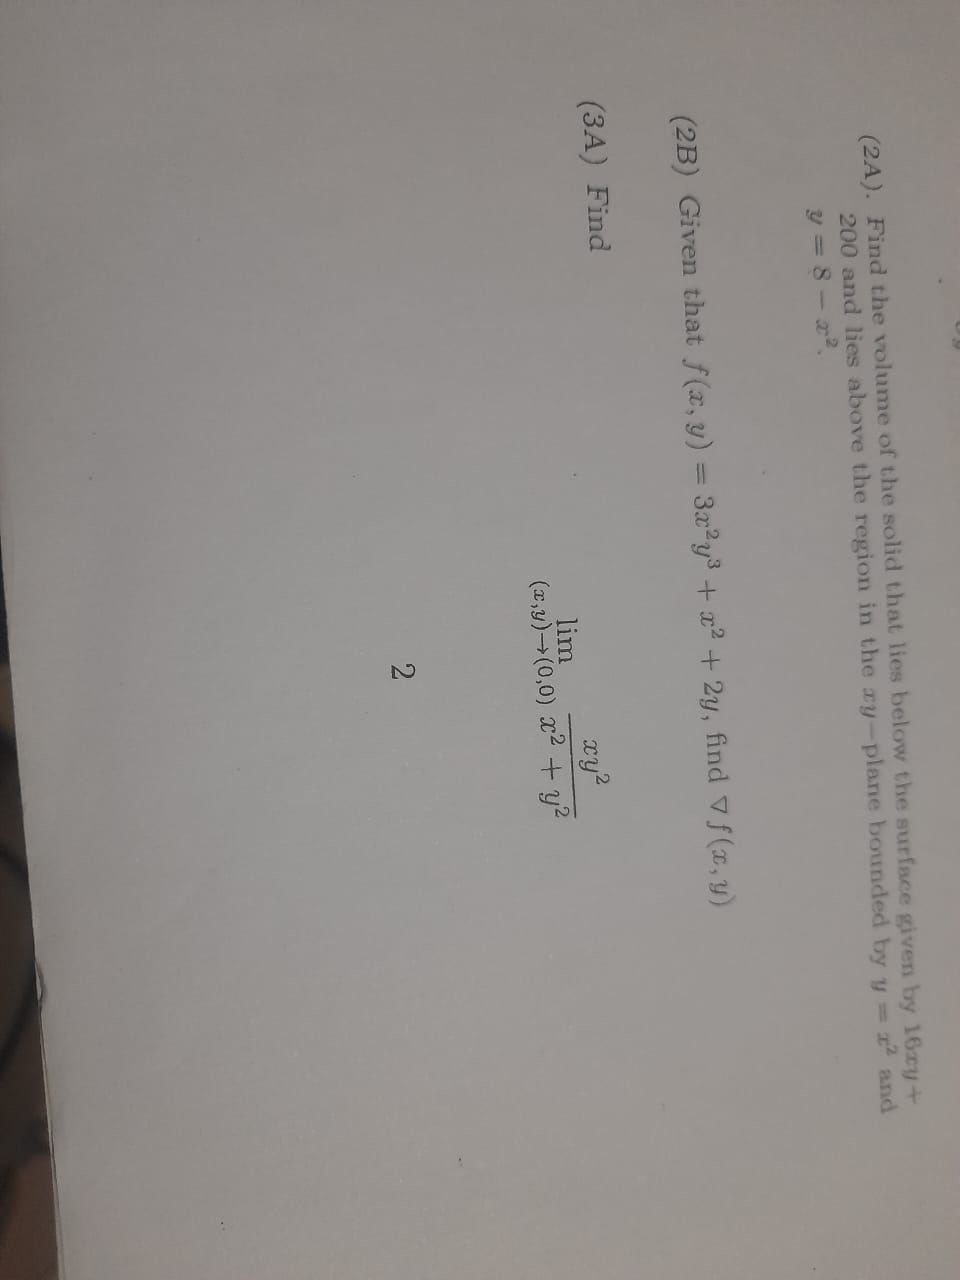 (2A). Find the volume of the solid that lies below the surface given by 16xy+
200 and lies above the region in the xy−plane bounded by y = x² and
y = 8 − x².
(2B) Given that f(x, y) = 3x²y³ + x² + 2y, find ∇f(x, y)
(3A) Find
lim (x,y)→(0,0) xy² / x² + y²
2